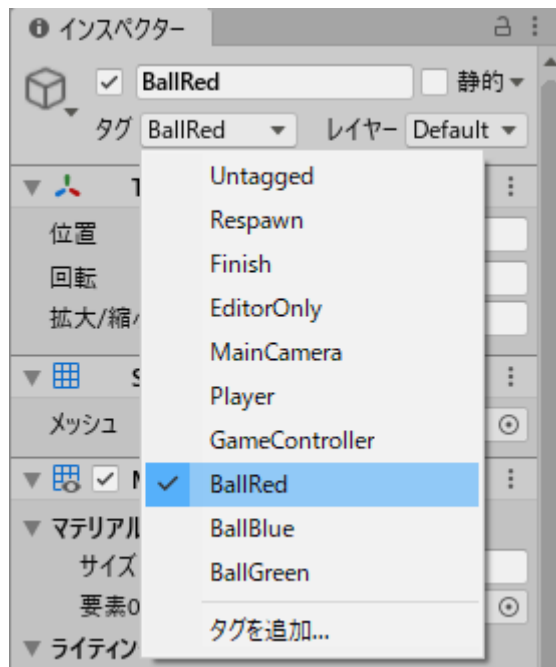 インスペクター
BallRed 静的
タグ BallRed レイヤー Default
Untagged
位置
Respawn
回転
Finish
拡大/縮
EditorOnly
MainCamera
Player
メッシュ
GameController
BallRed
マテリアル
BallBlue
サイズ
BallGreen
要素0
タグを追加...
ライティン